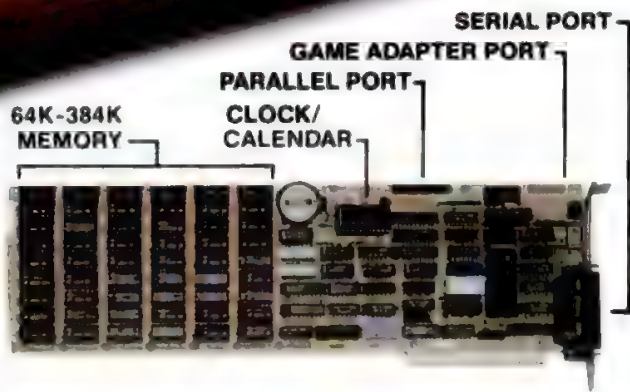 SERIAL PORT
GAME ADAPTER PORT
PARALLEL PORT
64K-384K
MEMORY
CLOCK/
CALENDAR